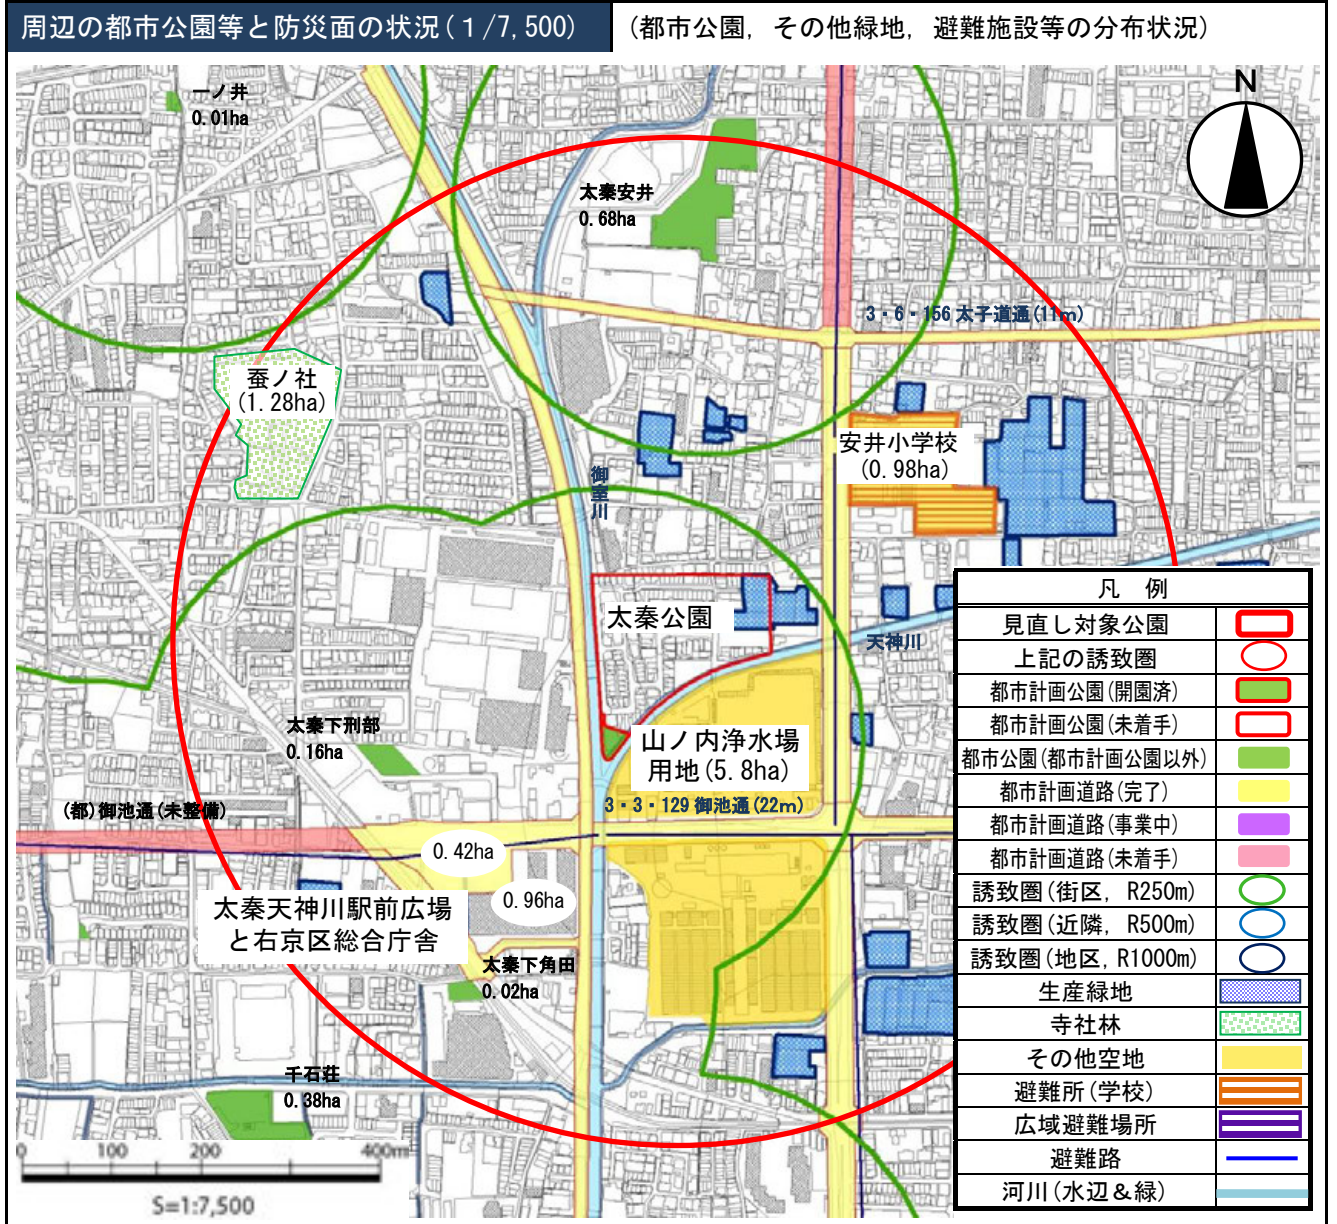 周辺の都市公園等と防災面の状況(1/7,500)
(都市公園，その他緑地，避難施設等の分布状況)
一ノ井
0.01ha
N
太秦安井
0.68ha
3・6・156 太子道通(11m)
蚕ノ社
(1.28ha)
安井小学校
(0.98ha)
御室川
太秦公園
天神川
太秦下刑部
0.16ha
山ノ内浄水場
用地(5.8ha)
(都)御池通(未整備)
3・3・129 御池通(22m)
0.42ha
0.96ha
太秦天神川駅前広場
と右京区総合庁舎
太秦下角田
0.02ha
千石荘
0.38ha
0 100 200 400m
S=1:7,500
凡 例
見直し対象公園
上記の誘致圏
都市計画公園(開園済)
都市計画公園(未着手)
都市公園(都市計画公園以外)
都市計画道路(完了)
都市計画道路(事業中)
都市計画道路(未着手)
誘致圏(街区，R250m)
誘致圏(近隣，R500m)
誘致圏(地区，R1000m)
生産緑地
寺社林
その他空地
避難所(学校)
広域避難場所
避難路
河川(水辺＆緑)